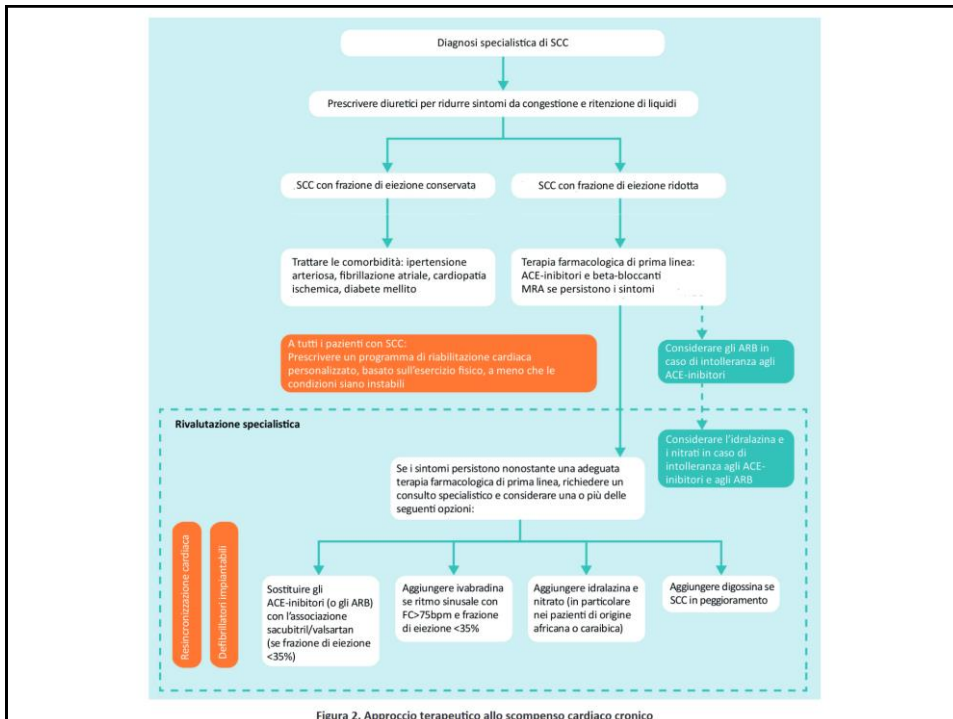 Diagnosi specialistica di SCC
Prescrivere diuretici per ridurre sintomi da congestione e ritenzione di liquidi
SCC con frazione di eiezione conservata
SCC con frazione di eiezione ridotta
Trattare le comorbidità: ipertensione
arteriosa, fibrillazione atriale, cardiopatia
ischemica, diabete mellito
Terapia farmacologica di prima linea:
ACE-inibitori e beta-bloccanti
MRA se persistono i sintomi
A tutti i pazienti con SCC:
Prescrivere un programma di riabilitazione cardiaca
personalizzato, basato sull'esercizio fisico, a meno che le
condizioni siano instabili
Considerare gli ARB in
caso di intolleranza agli
ACE-inibitori
Rivalutazione specialistica
Considerare l'idralazina e
i nitrati in caso di
intolleranza agli ACE-
inibitori e agli ARB
Se i sintomi persistono nonostante una adeguata
terapia farmacologica di prima linea, richiedere un
consulto specialistico e considerare una o più delle
seguenti opzioni:
Resincronizzazione cardiaca
Defibrillatori impiantabili
Sostituire gli
ACE-inibitori (o gli ARB)
con l'associazione
sacubitril/valsartan
(se frazione di eiezione
<35%)
Aggiungere ivabradina
se ritmo sinusale con
FC>75bpm e frazione
di eiezione <35%
Aggiungere idralazina e
nitrato (in particolare
nei pazienti di origine
africana o caraibica)
Aggiungere digossina se
SCC in peggioramento
Figura 2. Approccio terapeutico allo scompenso cardiaco cronico